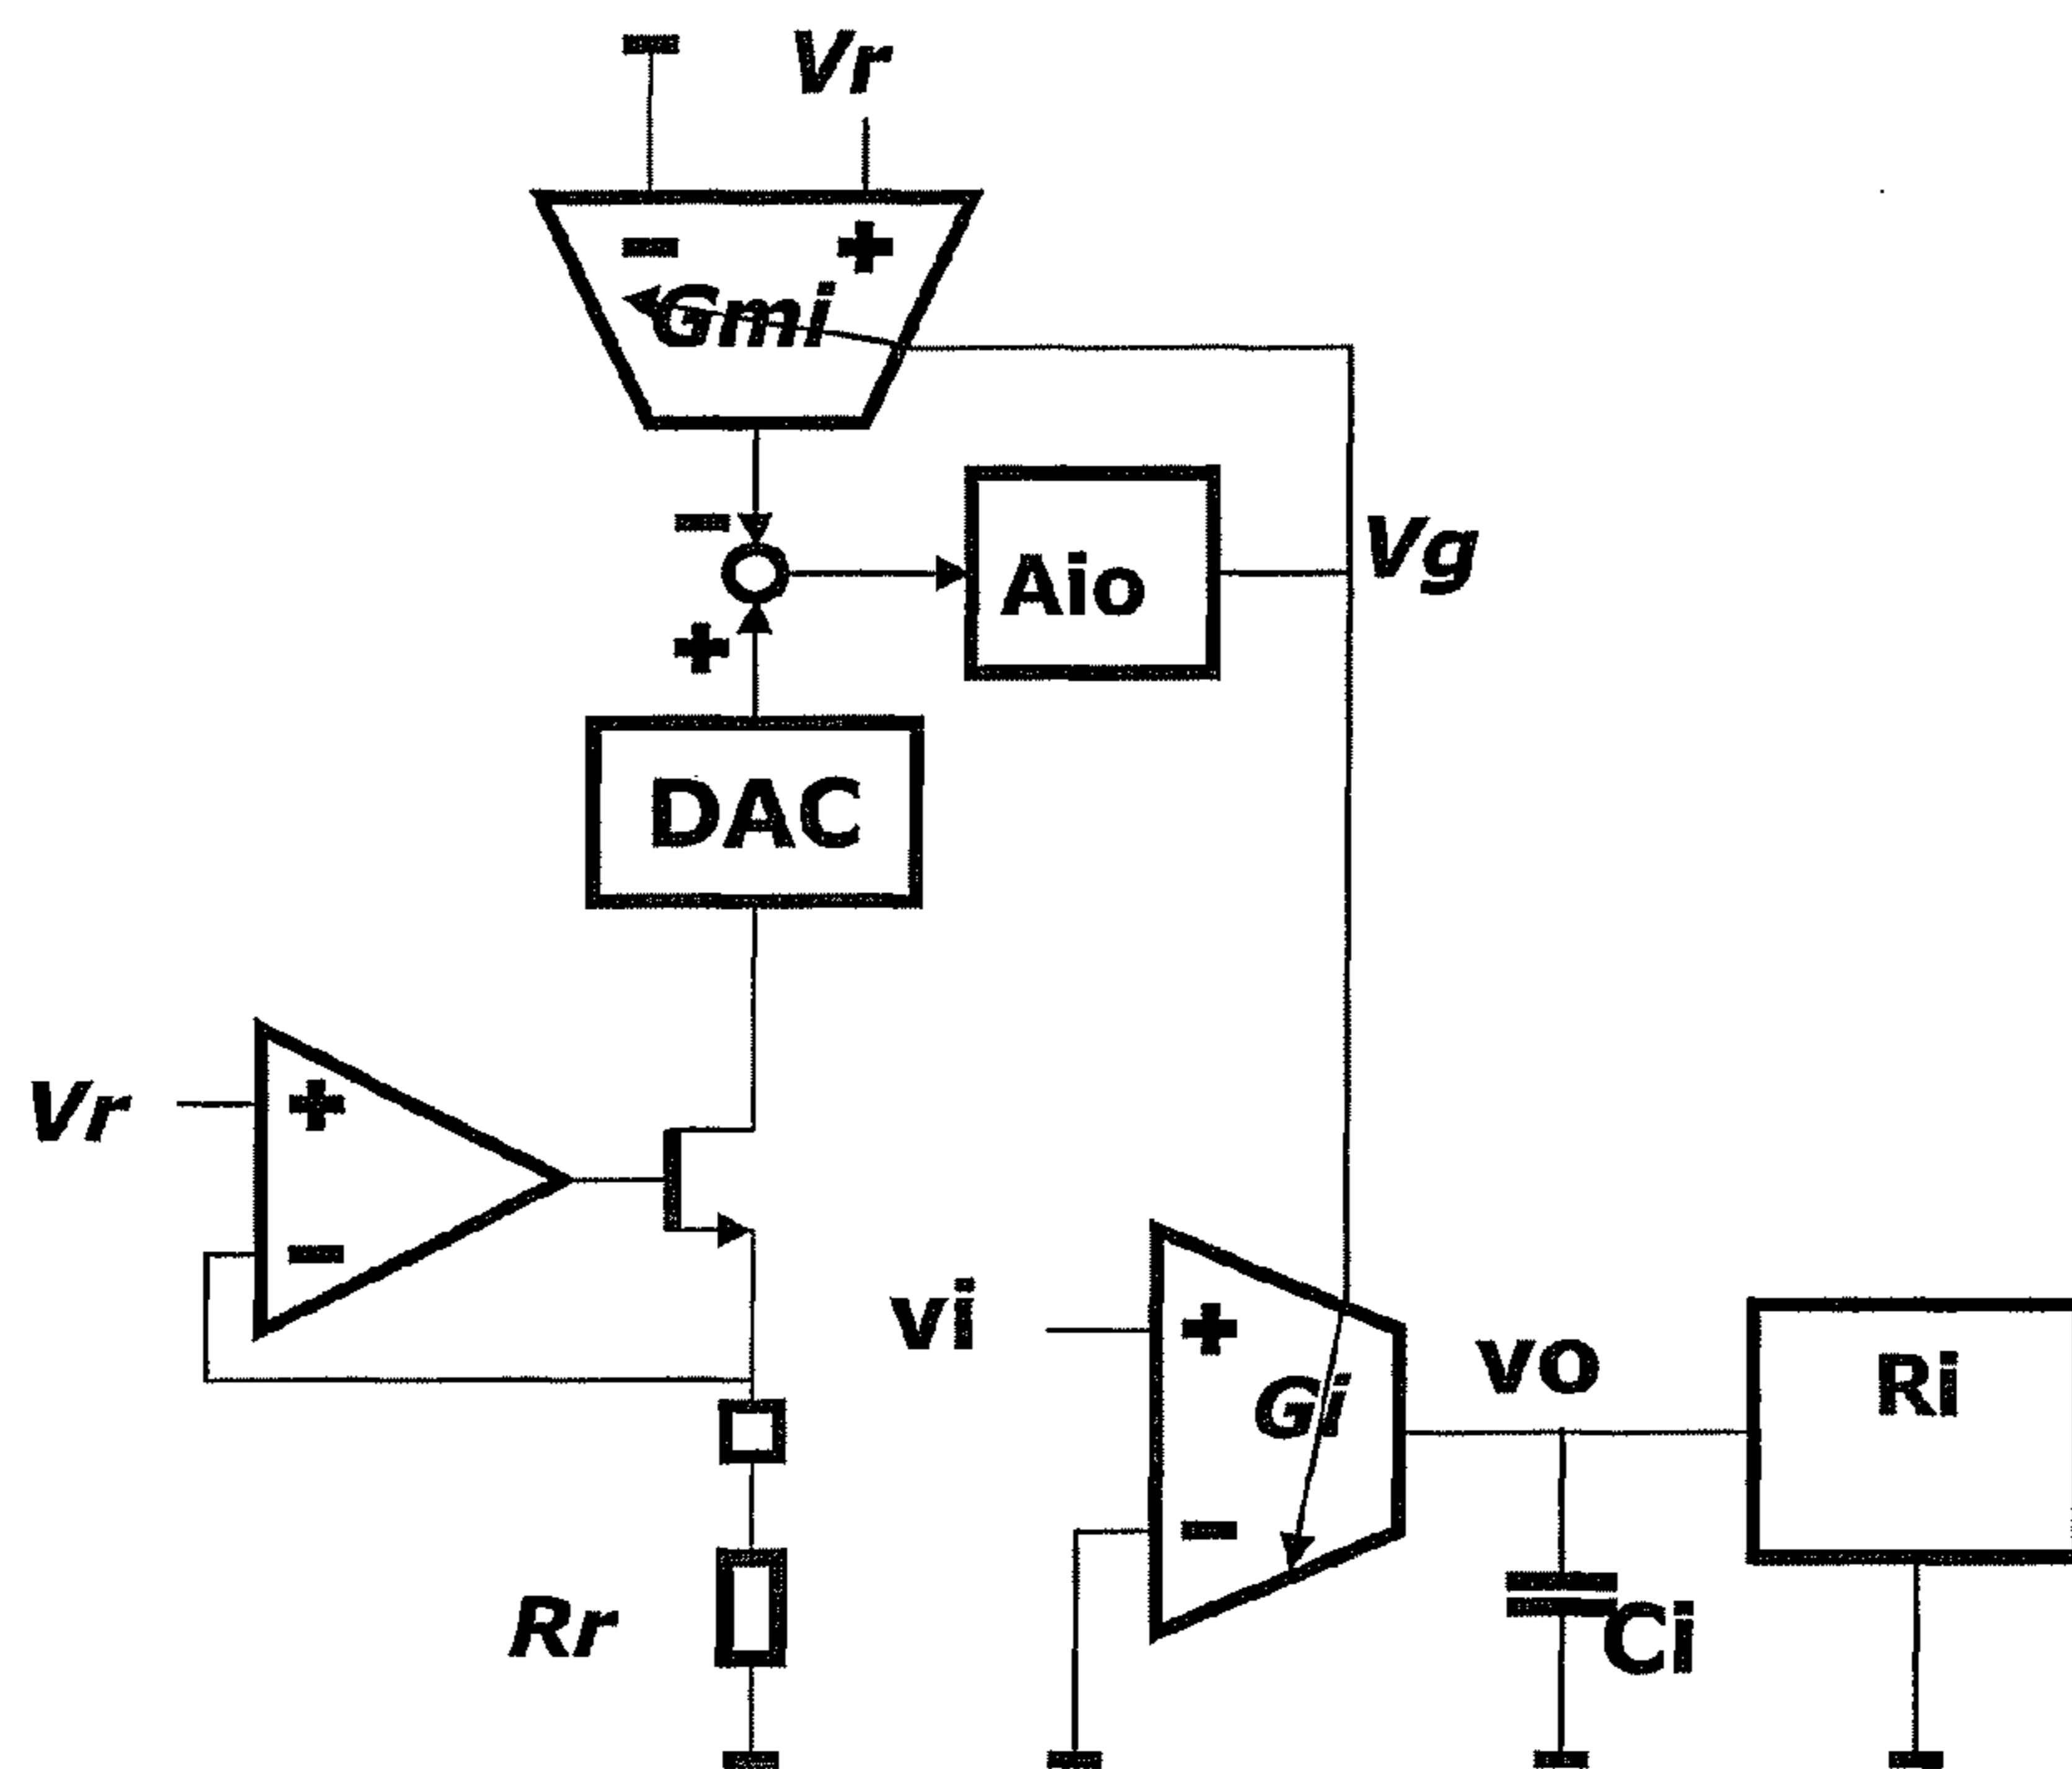 Vr
− +
Gmi
−
Aio
Vg
+
DAC
Vr
+
−
vi
+
Gi
−
vo
Ri
Rr
Ci